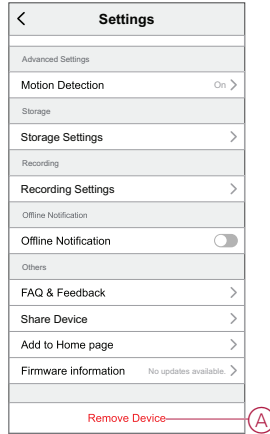 Settings
Advanced Settings
Motion Detection On
Storage
Storage Settings
Recording
Recording Settings
Offline Notification
Offline Notification
Others
FAQ & Feedback
Share Device
Add to Home page
Firmware information No updates available.
Remove Device
A